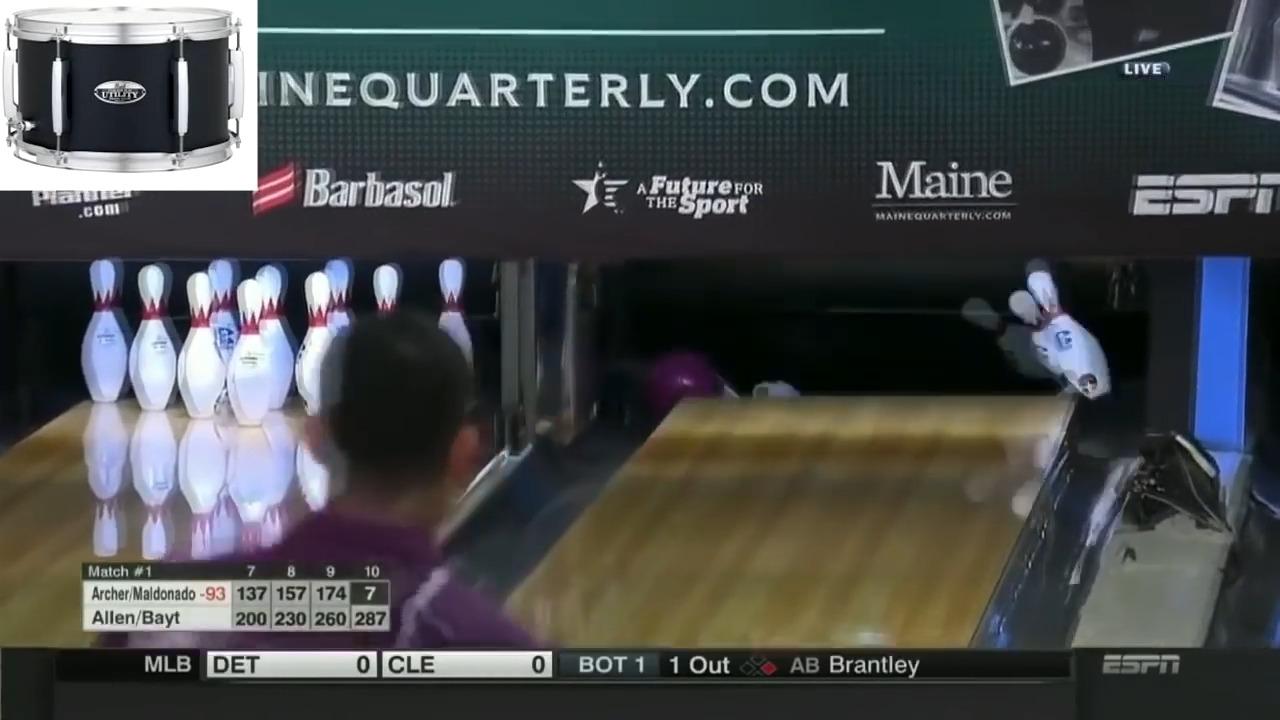 UTILITY
INEQUARTERLY.COM
LIVE
Planner
.com
Barbasol
A Future FOR
THE Sport
Maine
MAINEQUARTERLY.COM
ESPN
Match #1 7 8 9 10
Archer/Maldonado -93 137 157 174 7
Allen/Bayt 200 230 260 287
MLB DET 0 CLE 0 BOT 1 1 Out AB Brantley ESPN